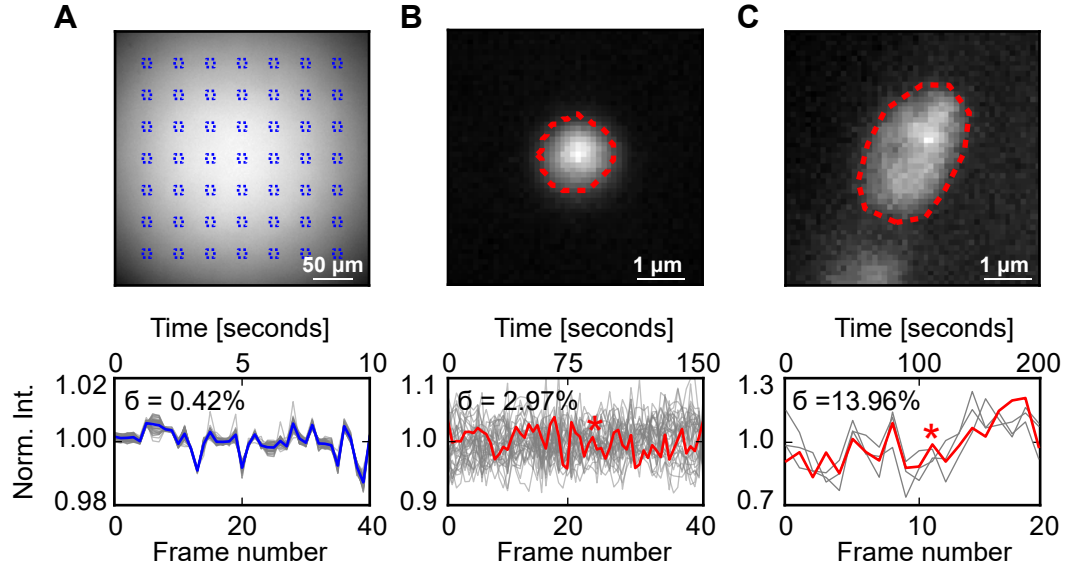 A B C
50 µm 1 µm 1 µm
Time [seconds] Time [seconds] Time [seconds]
0 5 10 0 75 150 0 100 200
Norm. Int.
1.02 1.00 0.98
б = 0.42%
1.1 1.0 0.9
б = 2.97%
*
1.3 1.0 0.7
б =13.96%
*
0 20 40 0 20 40 0 10 20
Frame number Frame number Frame number